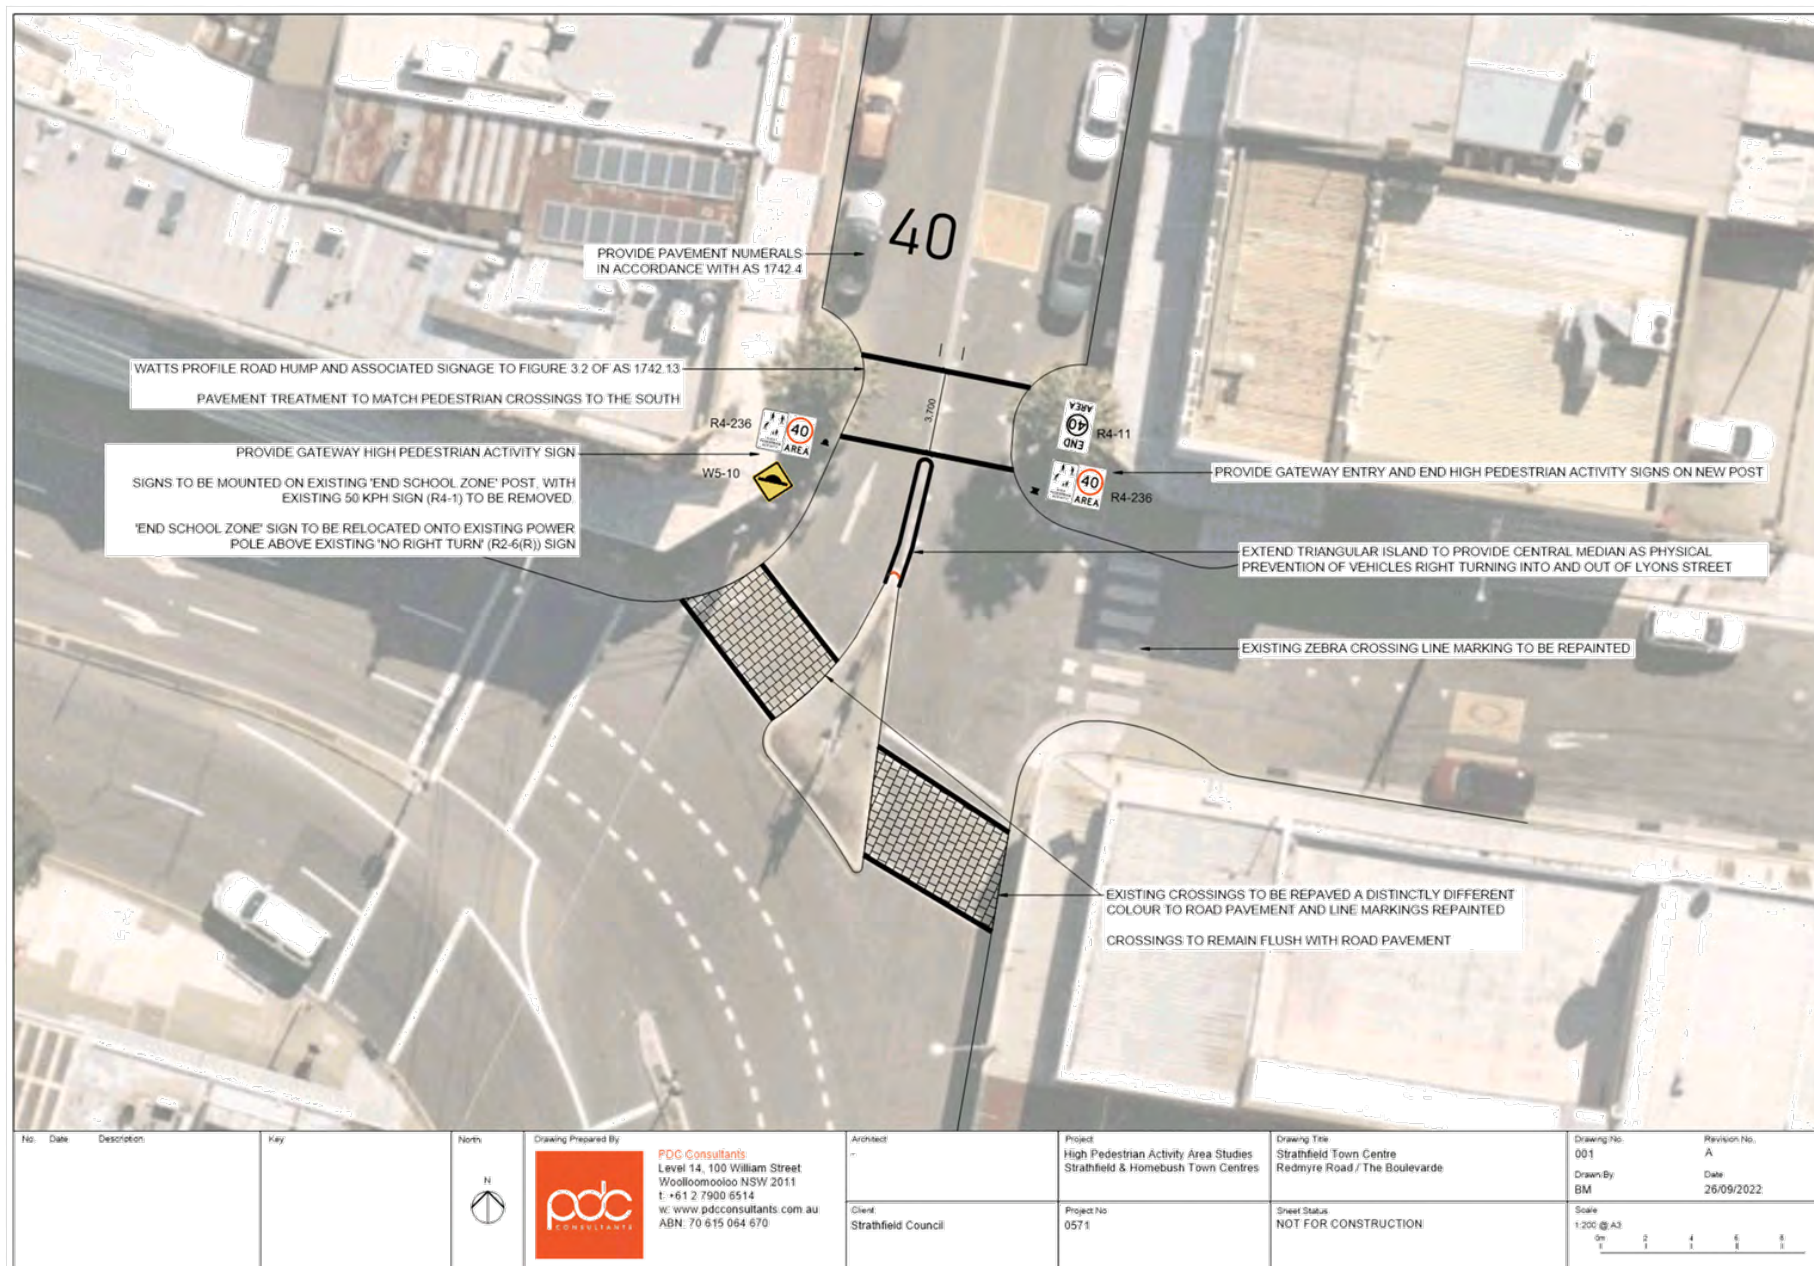 40
PROVIDE PAVEMENT NUMERALS
IN ACCORDANCE WITH AS 1742.4
WATTS PROFILE ROAD HUMP AND ASSOCIATED SIGNAGE TO FIGURE 3.2 OF AS 1742.13
PAVEMENT TREATMENT TO MATCH PEDESTRIAN CROSSINGS TO THE SOUTH
3.700
R4-236
40
AREA
W5-10
AREA
40
END
R4-11
40
AREA
R4-236
PROVIDE GATEWAY HIGH PEDESTRIAN ACTIVITY SIGN
SIGNS TO BE MOUNTED ON EXISTING 'END SCHOOL ZONE' POST, WITH
EXISTING 50 KPH SIGN (R4-1) TO BE REMOVED.
'END SCHOOL ZONE' SIGN TO BE RELOCATED ONTO EXISTING POWER
POLE ABOVE EXISTING 'NO RIGHT TURN' (R2-6(R)) SIGN
PROVIDE GATEWAY ENTRY AND END HIGH PEDESTRIAN ACTIVITY SIGNS ON NEW POST
EXTEND TRIANGULAR ISLAND TO PROVIDE CENTRAL MEDIAN AS PHYSICAL
PREVENTION OF VEHICLES RIGHT TURNING INTO AND OUT OF LYONS STREET
EXISTING ZEBRA CROSSING LINE MARKING TO BE REPAINTED
EXISTING CROSSINGS TO BE REPAVED A DISTINCTLY DIFFERENT
COLOUR TO ROAD PAVEMENT AND LINE MARKINGS REPAINTED
CROSSINGS TO REMAIN FLUSH WITH ROAD PAVEMENT
No. Date Description
Key
North
N
Drawing Prepared By
pdc
CONSULTANTS
PDC Consultants
Level 14, 100 William Street
Woolloomooloo NSW 2011
t: +61 2 7900 6514
w: www.pdcconsultants.com.au
ABN: 70 615 064 670
Architect
-
Client
Strathfield Council
Project
High Pedestrian Activity Area Studies
Strathfield & Homebush Town Centres
Project No
0571
Drawing Title
Strathfield Town Centre
Redmyre Road / The Boulevarde
Sheet Status
NOT FOR CONSTRUCTION
Drawing No.
001
Revision No.
A
Drawn By
BM
Date
26/09/2022
Scale
1:200 @ A3
0m 2 4 6 8